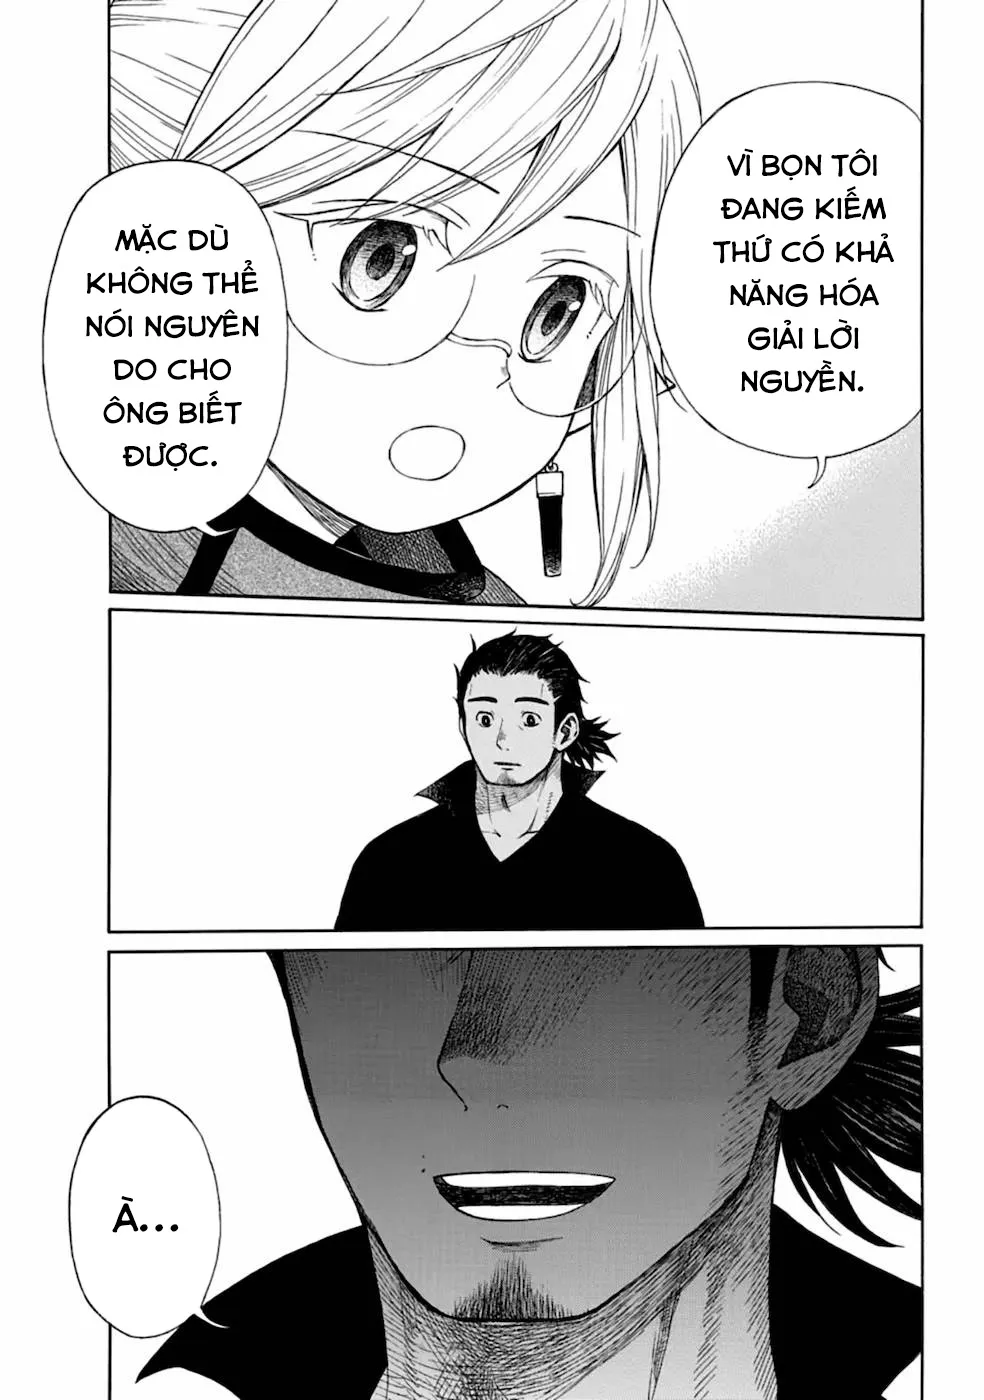 VÌ BỌN TÔI
ĐANG KIẾM
THỨ CÓ KHẢ
NĂNG HÓA
GIẢI LỜI
NGUYỀN.
MẶC DÙ
KHÔNG THỂ
NÓI NGUYÊN
DO CHO
ÔNG BIẾT
ĐƯỢC.
À...